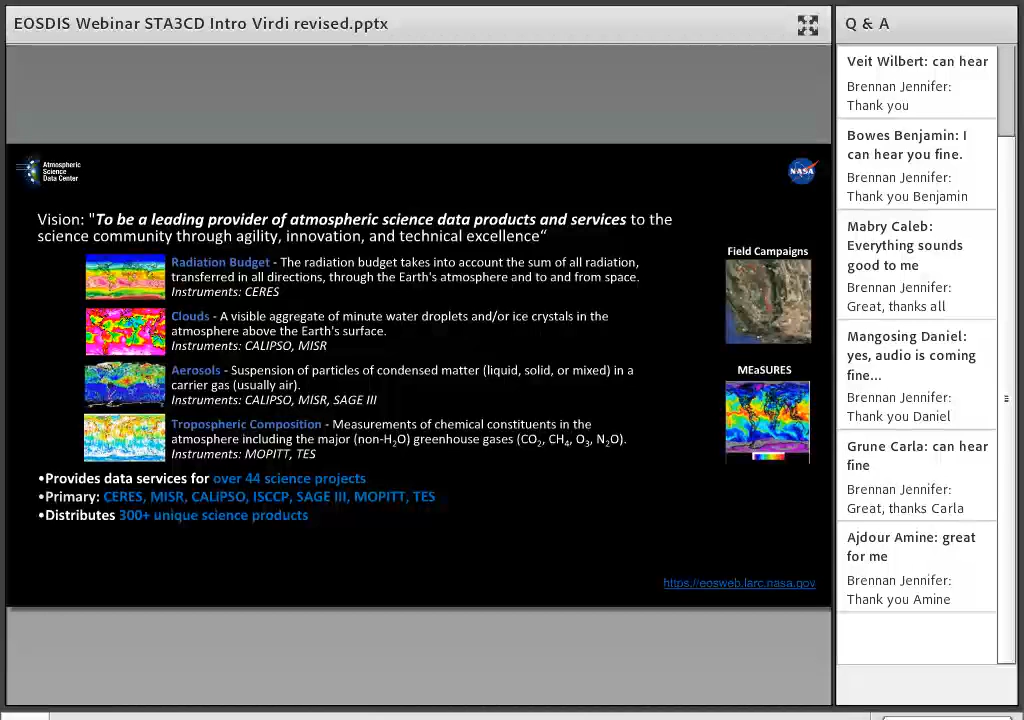 EOSDIS Webinar STA3CD Intro Virdi revised.pptx
Atmospheric
Science
Data Center
NASA
Vision: "To be a leading provider of atmospheric science data products and services to the
science community through agility, innovation, and technical excellence“
Radiation Budget - The radiation budget takes into account the sum of all radiation,
transferred in all directions, through the Earth's atmosphere and to and from space.
Instruments: CERES
Clouds - A visible aggregate of minute water droplets and/or ice crystals in the
atmosphere above the Earth's surface.
Instruments: CALIPSO, MISR
Aerosols - Suspension of particles of condensed matter (liquid, solid, or mixed) in a
carrier gas (usually air).
Instruments: CALIPSO, MISR, SAGE III
Tropospheric Composition - Measurements of chemical constituents in the
atmosphere including the major (non-H₂O) greenhouse gases (CO₂, CH₄, O₃, N₂O).
Instruments: MOPITT, TES
Field Campaigns
MEaSUREs
•Provides data services for over 44 science projects
•Primary: CERES, MISR, CALIPSO, ISCCP, SAGE III, MOPITT, TES
•Distributes 300+ unique science products
https://eosweb.larc.nasa.gov
Q & A
Veit Wilbert: can hear
Brennan Jennifer:
Thank you
Bowes Benjamin: I
can hear you fine.
Brennan Jennifer:
Thank you Benjamin
Mabry Caleb:
Everything sounds
good to me
Brennan Jennifer:
Great, thanks all
Mangosing Daniel:
yes, audio is coming
fine...
Brennan Jennifer:
Thank you Daniel
Grune Carla: can hear
fine
Brennan Jennifer:
Great, thanks Carla
Ajdour Amine: great
for me
Brennan Jennifer:
Thank you Amine